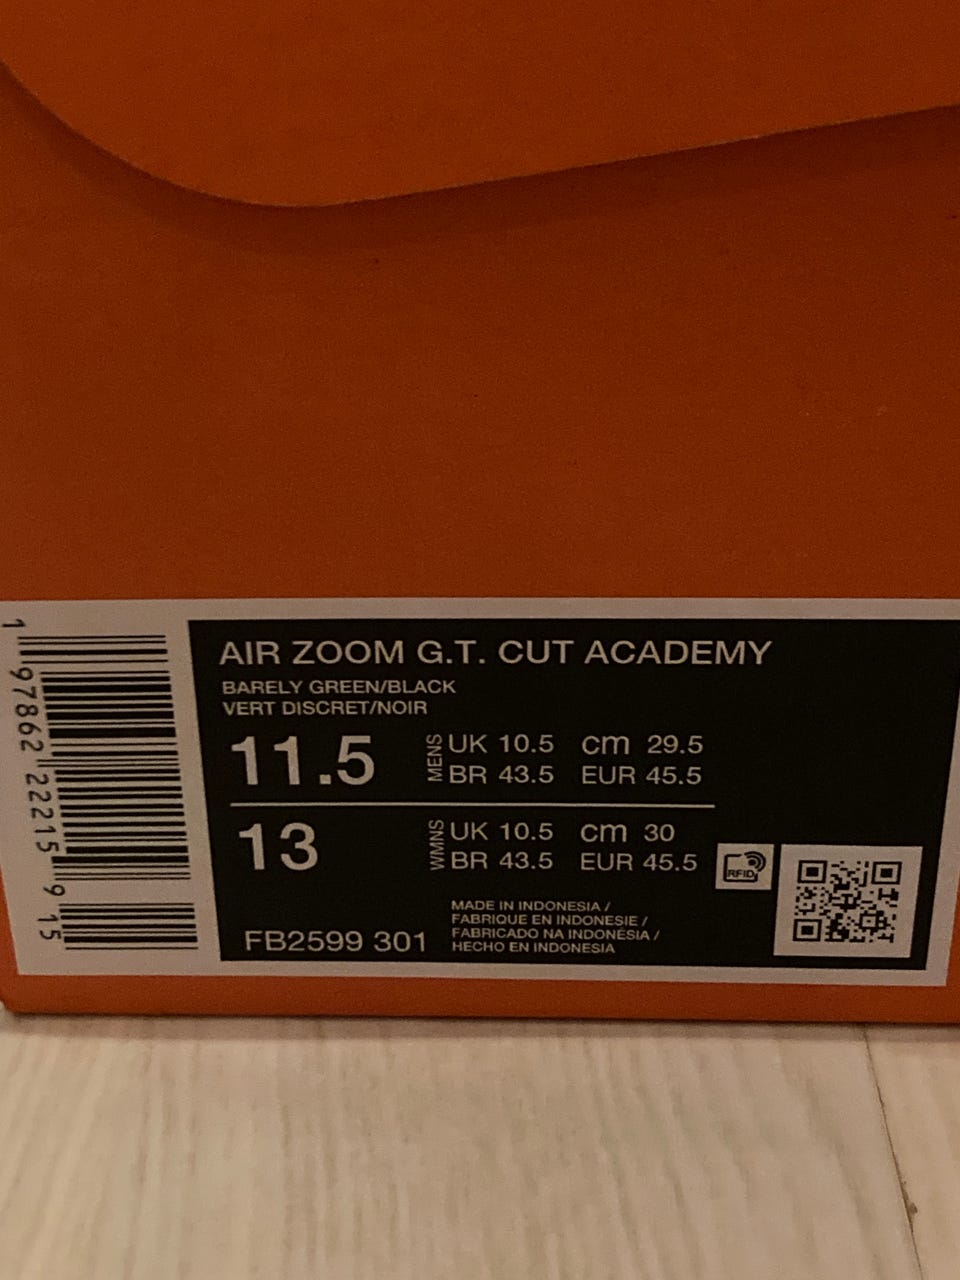 AIR ZOOM G.T. CUT ACADEMY
BARELY GREEN/BLACK
VERT DISCRET/NOIR
11.5 MENS UK 10.5 cm 29.5
BR 43.5 EUR 45.5
13 WMNS UK 10.5 cm 30
BR 43.5 EUR 45.5
RFID
FB2599 301
MADE IN INDONESIA /
FABRIQUE EN INDONESIE /
FABRICADO NA INDONÉSIA /
HECHO EN INDONESIA
1 97862 22215 9 15